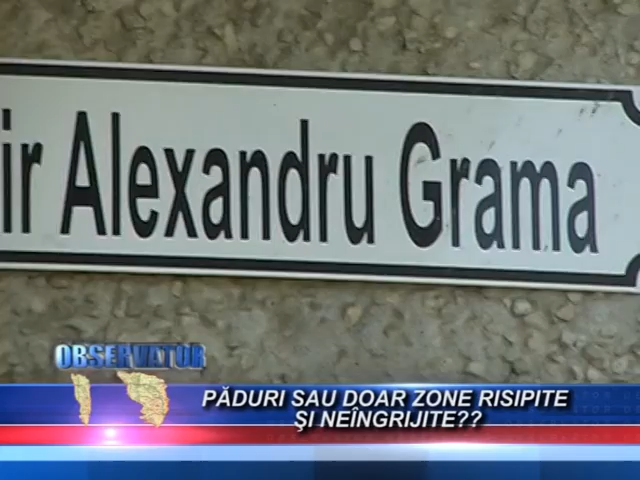 ir Alexandru Grama
OBSERVATOR
PĂDURI SAU DOAR ZONE RISIPITE
ŞI NEÎNGRIJITE??